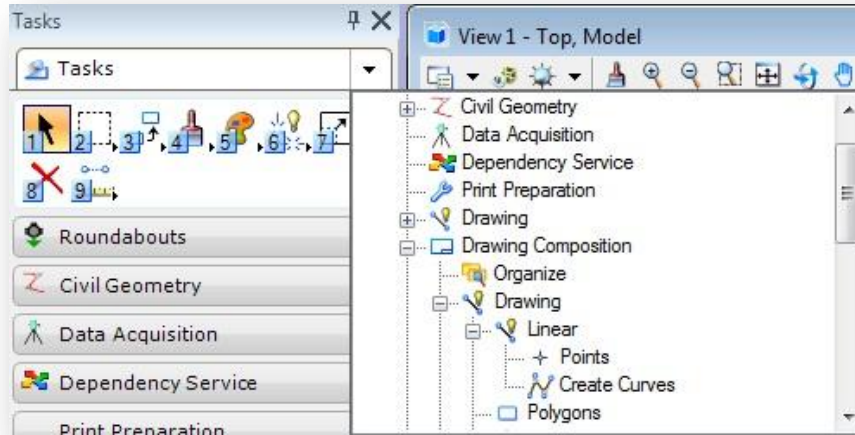 Tasks
View 1 - Top, Model
Tasks
1 2 3 4 5 6 7
8 9
Roundabouts
Civil Geometry
Data Acquisition
Dependency Service
Print Preparation
Civil Geometry
Data Acquisition
Dependency Service
Print Preparation
Drawing
Drawing Composition
Organize
Drawing
Linear
Points
Create Curves
Polygons